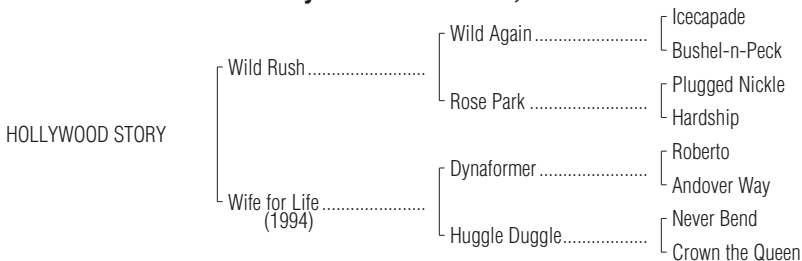 Icecapade
Wild Again
Bushel-n-Peck
Wild Rush
Plugged Nickle
Rose Park
Hardship
HOLLYWOOD STORY
Roberto
Dynaformer
Andover Way
Wife for Life
(1994)
Never Bend
Huggle Duggle
Crown the Queen